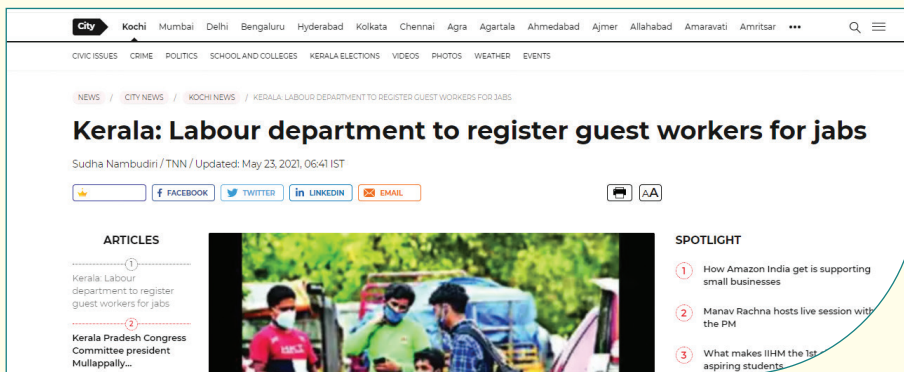 City Kochi Mumbai Delhi Bengaluru Hyderabad Kolkata Chennai Agra Agartala Ahmedabad Ajmer Allahabad Amaravati Amritsar •••
CIVIC ISSUES CRIME POLITICS SCHOOL AND COLLEGES KERALA ELECTIONS VIDEOS PHOTOS WEATHER EVENTS
NEWS / CITY NEWS / KOCHI NEWS / KERALA: LABOUR DEPARTMENT TO REGISTER GUEST WORKERS FOR JABS
Kerala: Labour department to register guest workers for jabs
Sudha Nambudiri / TNN / Updated: May 23, 2021, 06:41 IST
f FACEBOOK TWITTER in LINKEDIN EMAIL AA
ARTICLES
1
Kerala: Labour
department to register
guest workers for jabs
2
Kerala Pradesh Congress
Committee president
Mullappally...
SPOTLIGHT
1 How Amazon India get is supporting
small businesses
2 Manav Rachna hosts live session with
the PM
3 What makes IIHM the 1st
aspiring students